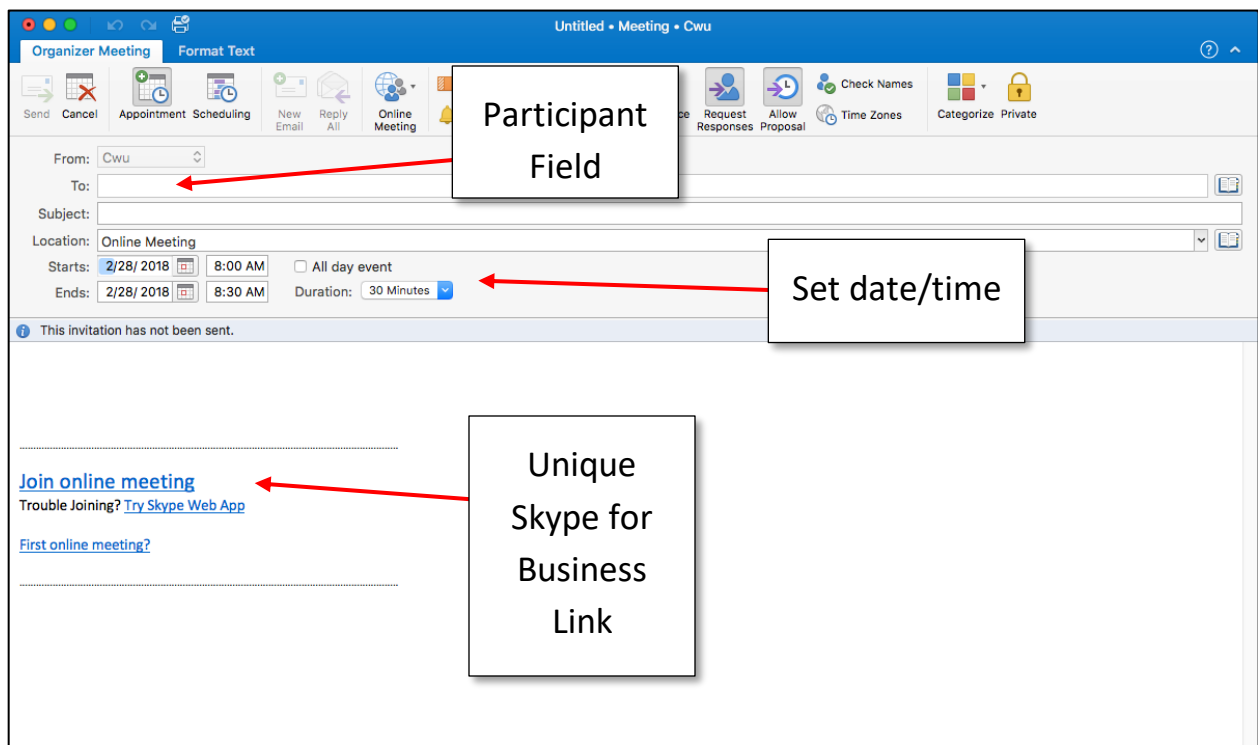 Untitled • Meeting • Cwu
Organizer Meeting Format Text
Send Cancel Appointment Scheduling New Email Reply All Online Meeting Request Responses Allow Proposal Check Names Time Zones Categorize Private
Participant
Field
From: Cwu
To:
Subject:
Location: Online Meeting
Starts: 2/28/2018 8:00 AM All day event
Ends: 2/28/2018 8:30 AM Duration: 30 Minutes
Set date/time
This invitation has not been sent.
Join online meeting
Trouble Joining? Try Skype Web App
First online meeting?
Unique
Skype for
Business
Link